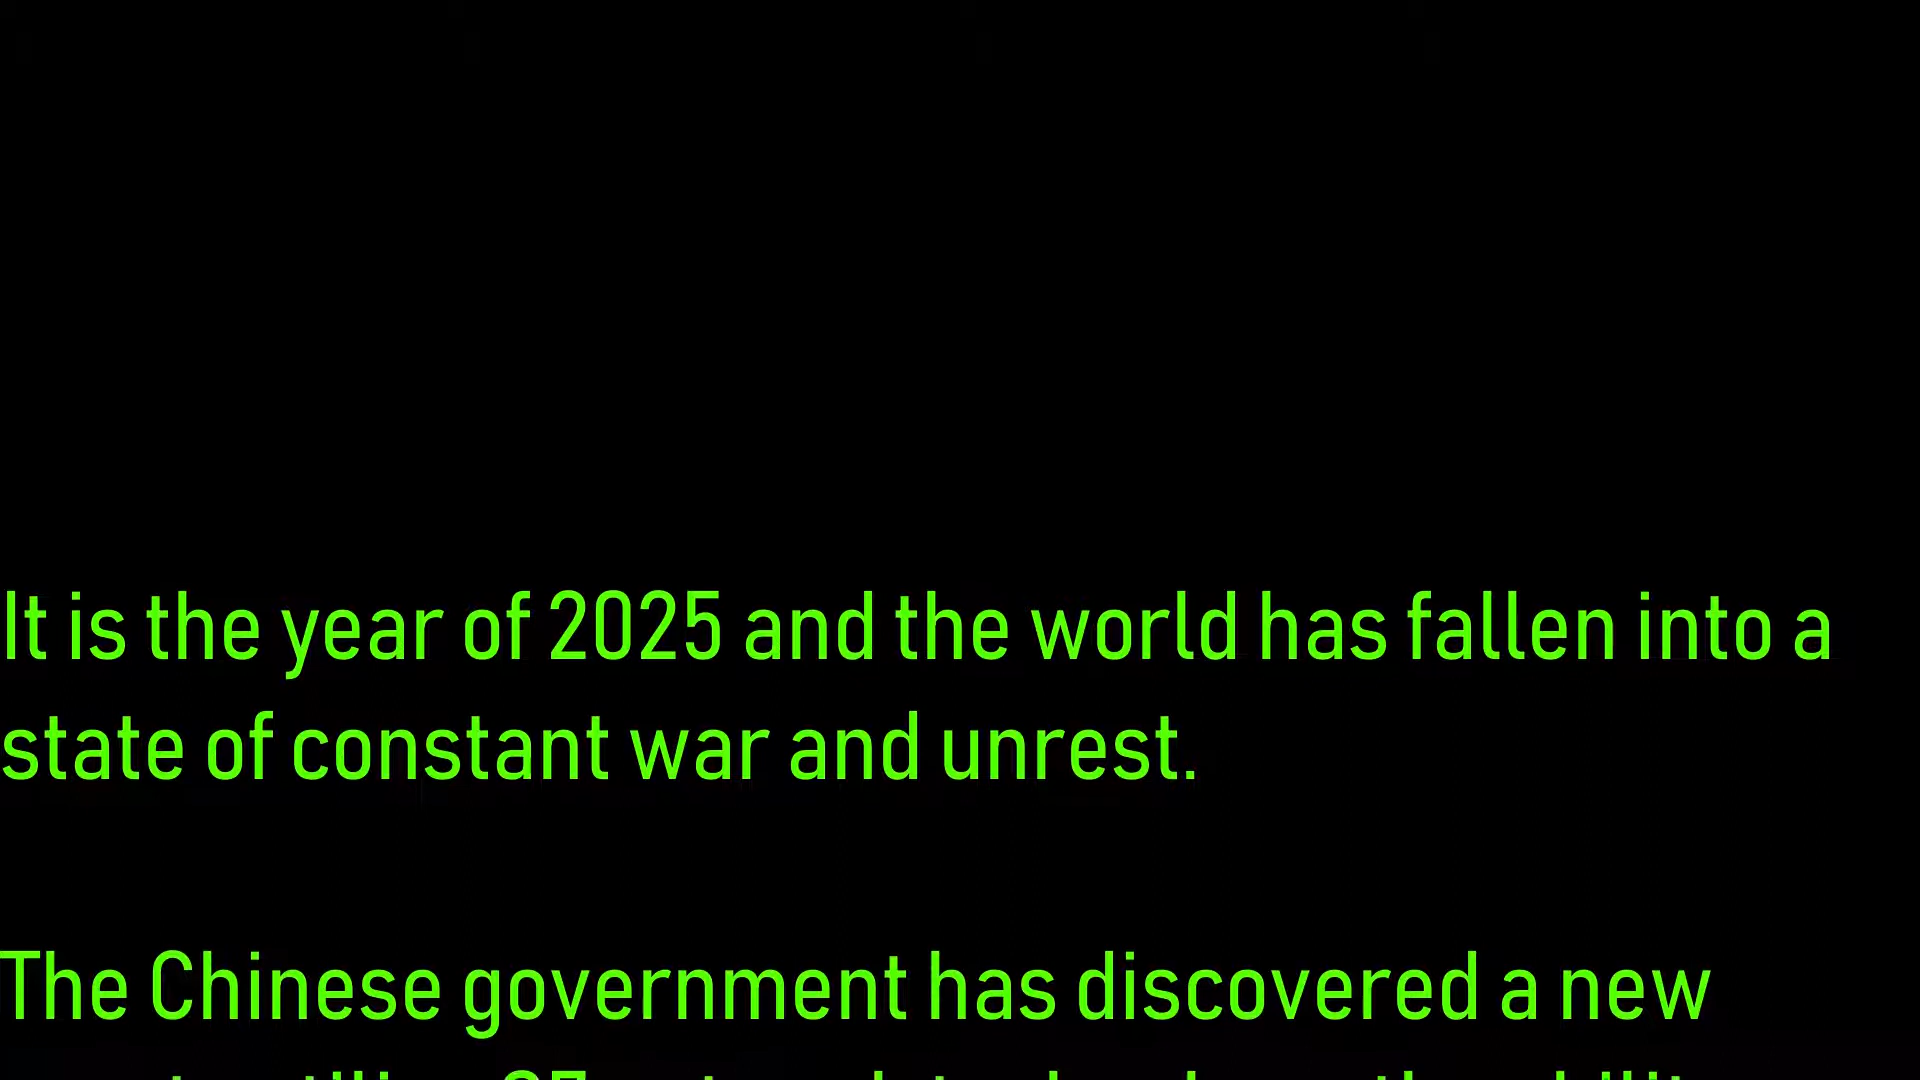 It is the year of 2025 and the world has fallen into a
state of constant war and unrest.
The Chinese government has discovered a new